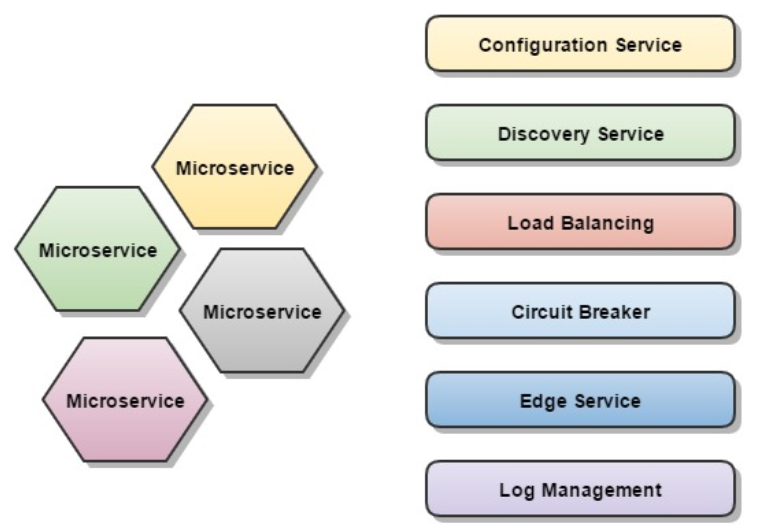 Microservice
Microservice
Microservice
Microservice
Configuration Service
Discovery Service
Load Balancing
Circuit Breaker
Edge Service
Log Management